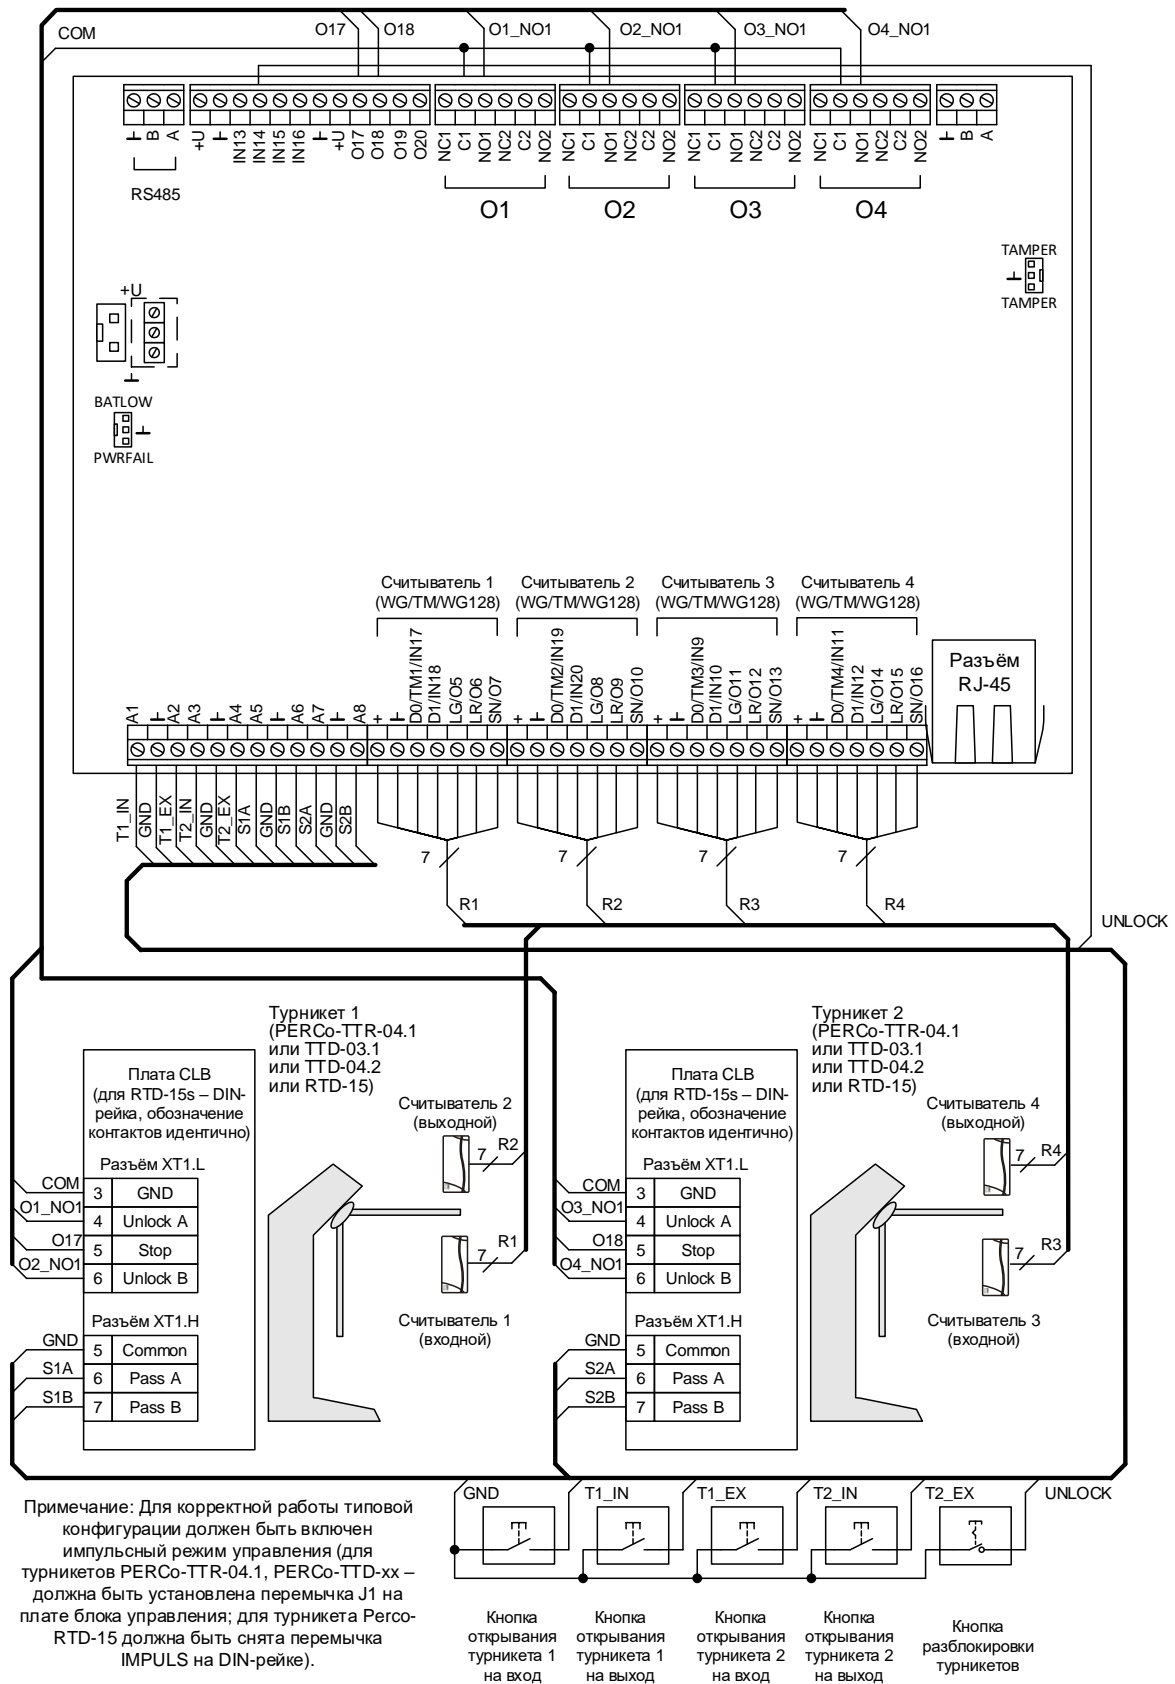 COM
O17
O18
O1_NO1
O2_NO1
O3_NO1
O4_NO1
B
A
+U
IN13
IN14
IN15
IN16
+U
O17
O18
O19
O20
NC1
C1
NO1
NC2
C2
NO2
NC1
C1
NO1
NC2
C2
NO2
NC1
C1
NO1
NC2
C2
NO2
NC1
C1
NO1
NC2
C2
NO2
B
A
RS485
O1
O2
O3
O4
TAMPER
TAMPER
+U
BATLOW
PWRFAIL
Считыватель 1
(WG/TM/WG128)
Считыватель 2
(WG/TM/WG128)
Считыватель 3
(WG/TM/WG128)
Считыватель 4
(WG/TM/WG128)
A1
A2
A3
A4
A5
A6
A7
A8
+
D0/TM1/IN17
D1/IN18
LG/O5
LR/O6
SN/O7
+
D0/TM2/IN19
D1/IN20
LG/O8
LR/O9
SN/O10
+
D0/TM3/IN9
D1/IN10
LG/O11
LR/O12
SN/O13
+
D0/TM4/IN11
D1/IN12
LG/O14
LR/O15
SN/O16
Разъём
RJ-45
T1_IN
GND
T1_EX
T2_IN
GND
T2_EX
S1A
GND
S1B
S2A
GND
S2B
7
7
7
7
R1
R2
R3
R4
UNLOCK
Турникет 1
(PERCo-TTR-04.1
или TTD-03.1
или TTD-04.2
или RTD-15)
Плата CLB
(для RTD-15s – DIN-
рейка, обозначение
контактов идентично)
Разъём XT1.L
COM
3 GND
O1_NO1
4 Unlock A
O17
5 Stop
O2_NO1
6 Unlock B
Разъём XT1.H
GND
5 Common
S1A
6 Pass A
S1B
7 Pass B
Считыватель 2
(выходной)
7
R2
7
R1
Считыватель 1
(входной)
Турникет 2
(PERCo-TTR-04.1
или TTD-03.1
или TTD-04.2
или RTD-15)
Плата CLB
(для RTD-15s – DIN-
рейка, обозначение
контактов идентично)
Разъём XT1.L
COM
3 GND
O3_NO1
4 Unlock A
O18
5 Stop
O4_NO1
6 Unlock B
Разъём XT1.H
GND
5 Common
S2A
6 Pass A
S2B
7 Pass B
Считыватель 4
(выходной)
7
R4
7
R3
Считыватель 3
(входной)
Примечание: Для корректной работы типовой
конфигурации должен быть включен
импульсный режим управления (для
турникетов PERCo-TTR-04.1, PERCo-TTD-xx –
должна быть установлена перемычка J1 на
плате блока управления; для турникета Perco-
RTD-15 должна быть снята перемычка
IMPULS на DIN-рейке).
GND
T1_IN
T1_EX
T2_IN
T2_EX
UNLOCK
Кнопка
открывания
турникета 1
на вход
Кнопка
открывания
турникета 1
на выход
Кнопка
открывания
турникета 2
на вход
Кнопка
открывания
турникета 2
на выход
Кнопка
разблокировки
турникетов